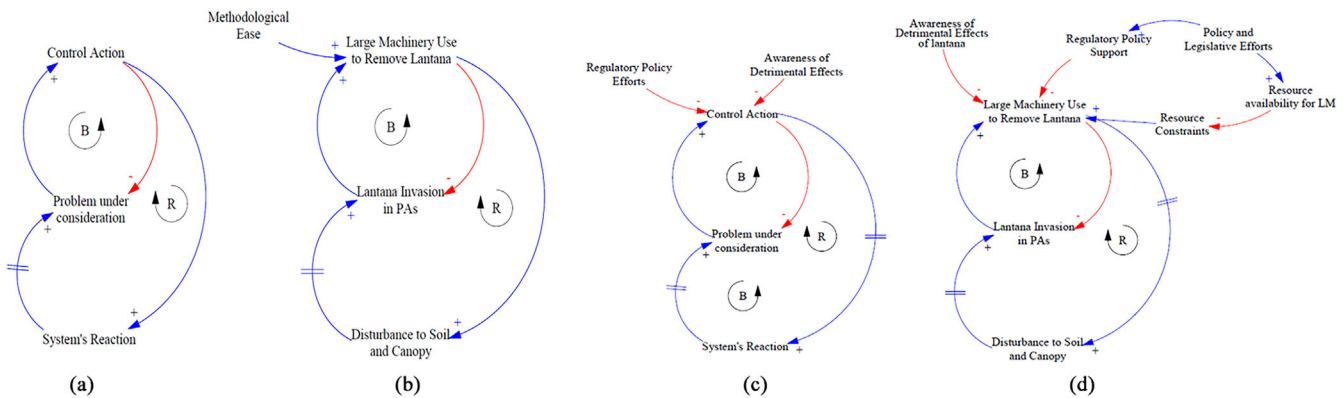 Control Action
+
B
-
Problem under
consideration
+
R
+
System's Reaction
(a)
Methodological
Ease
+
Large Machinery Use
to Remove Lantana
+
B
-
Lantana Invasion
in PAs
+
R
+
Disturbance to Soil
and Canopy
(b)
Regulatory Policy
Efforts
Awareness of
Detrimental Effects
-
-
Control Action
+
B
-
Problem under
consideration
+
R
B
System's Reaction
+
(c)
Awareness of
Detrimental Effects
of lantana
Regulatory Policy
Support
+
Policy and
Legislative Efforts
+
Resource
availability for LM
-
-
-
Large Machinery Use
to Remove Lantana
+
Resource
Constraints
+
B
-
Lantana Invasion
in PAs
+
R
Disturbance to Soil
and Canopy
+
(d)